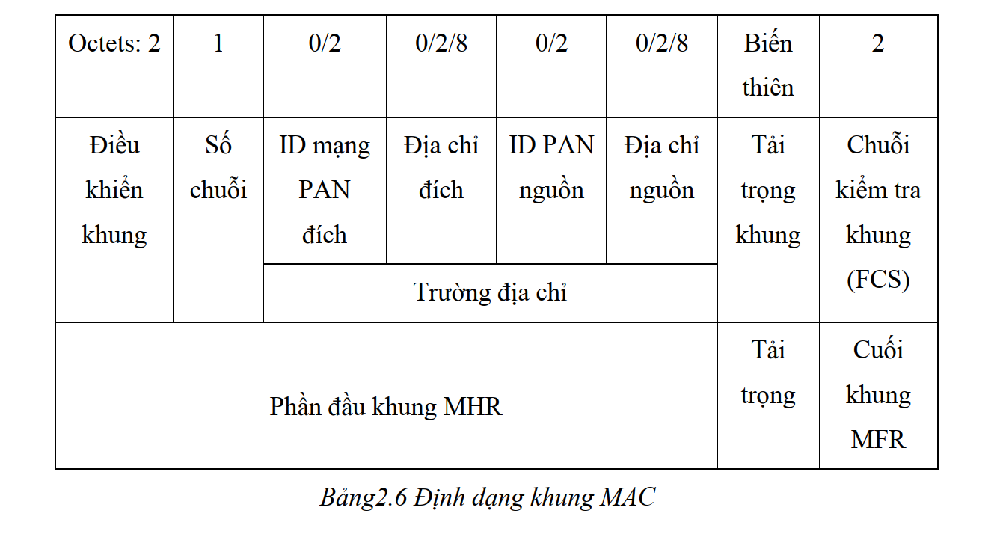 Octets: 2
1
0/2
0/2/8
0/2
0/2/8
Biến
thiên
2
Điều
khiển
khung
Số
chuỗi
ID mạng
PAN
đích
Địa chỉ
đích
ID PAN
nguồn
Địa chỉ
nguồn
Tải
trọng
khung
Chuỗi
kiểm tra
khung
(FCS)
Trường địa chỉ
Phần đầu khung MHR
Tải
trọng
Cuối
khung
MFR
Bảng2.6 Định dạng khung MAC